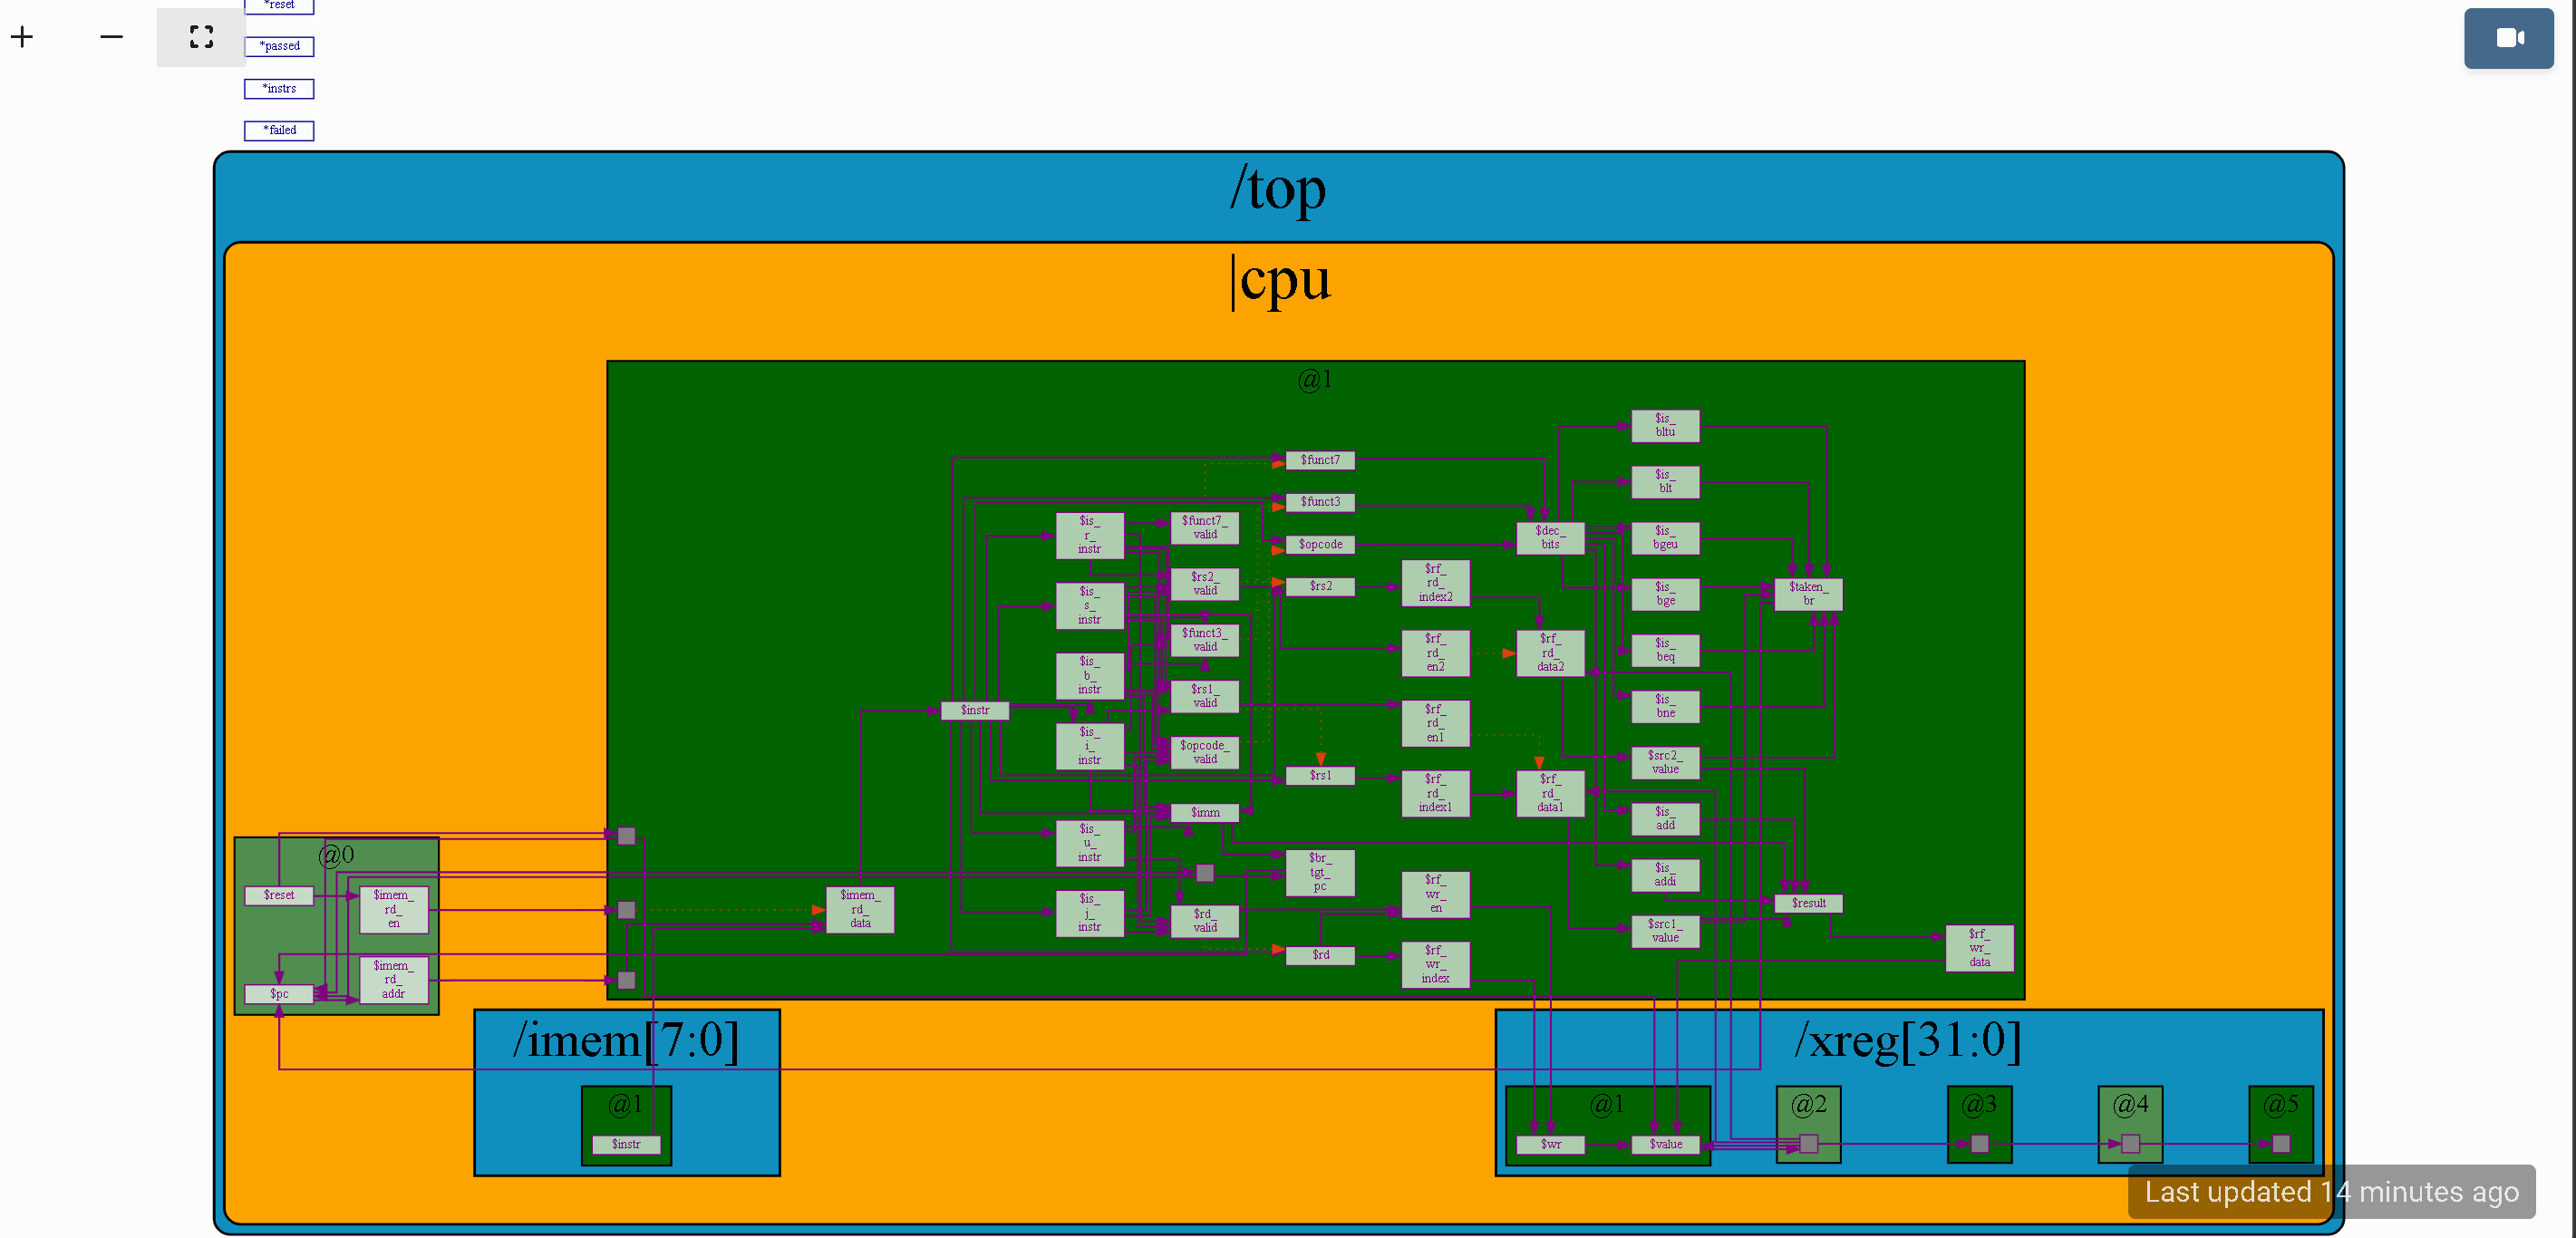 *reset
*passed
*instrs
*failed
/top
|cpu
@1
$is_
bltu
$funct7
$is_
blt
$funct3
$is_
r_
instr
$funct7_
valid
$opcode
$dec_
bits
$is_
bgeu
$is_
s_
instr
$rs2_
valid
$rs2
$rf_
rd_
index2
$is_
bge
$taken_
br
$is_
b_
instr
$funct3_
valid
$rf_
rd_
en2
$rf_
rd_
data2
$is_
beq
$instr
$is_
i_
instr
$rs1_
valid
$rf_
rd_
en1
$is_
bne
$opcode_
valid
$rs1
$rf_
rd_
index1
$rf_
rd_
data1
$src2_
value
$imm
$is_
add
$is_
u_
instr
$br_
tgt_
pc
$rf_
wr_
en
$is_
addi
$result
@0
$reset
$imem_
rd_
en
$imem_
rd_
data
$is_
j_
instr
$rd_
valid
$rd
$rf_
wr_
index
$src1_
value
$rf_
wr_
data
$pc
$imem_
rd_
addr
/imem[7:0]
@1
$instr
/xreg[31:0]
@1
$wr
$value
@2
@3
@4
@5
Last updated 14 minutes ago